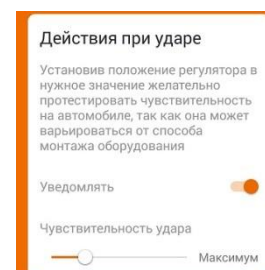 Действия при ударе
Установив положение регулятора в
нужное значение желательно
протестировать чувствительность
на автомобиле, так как она может
варьироваться от способа
монтажа оборудования
Уведомлять
Чувствительность удара
Максимум